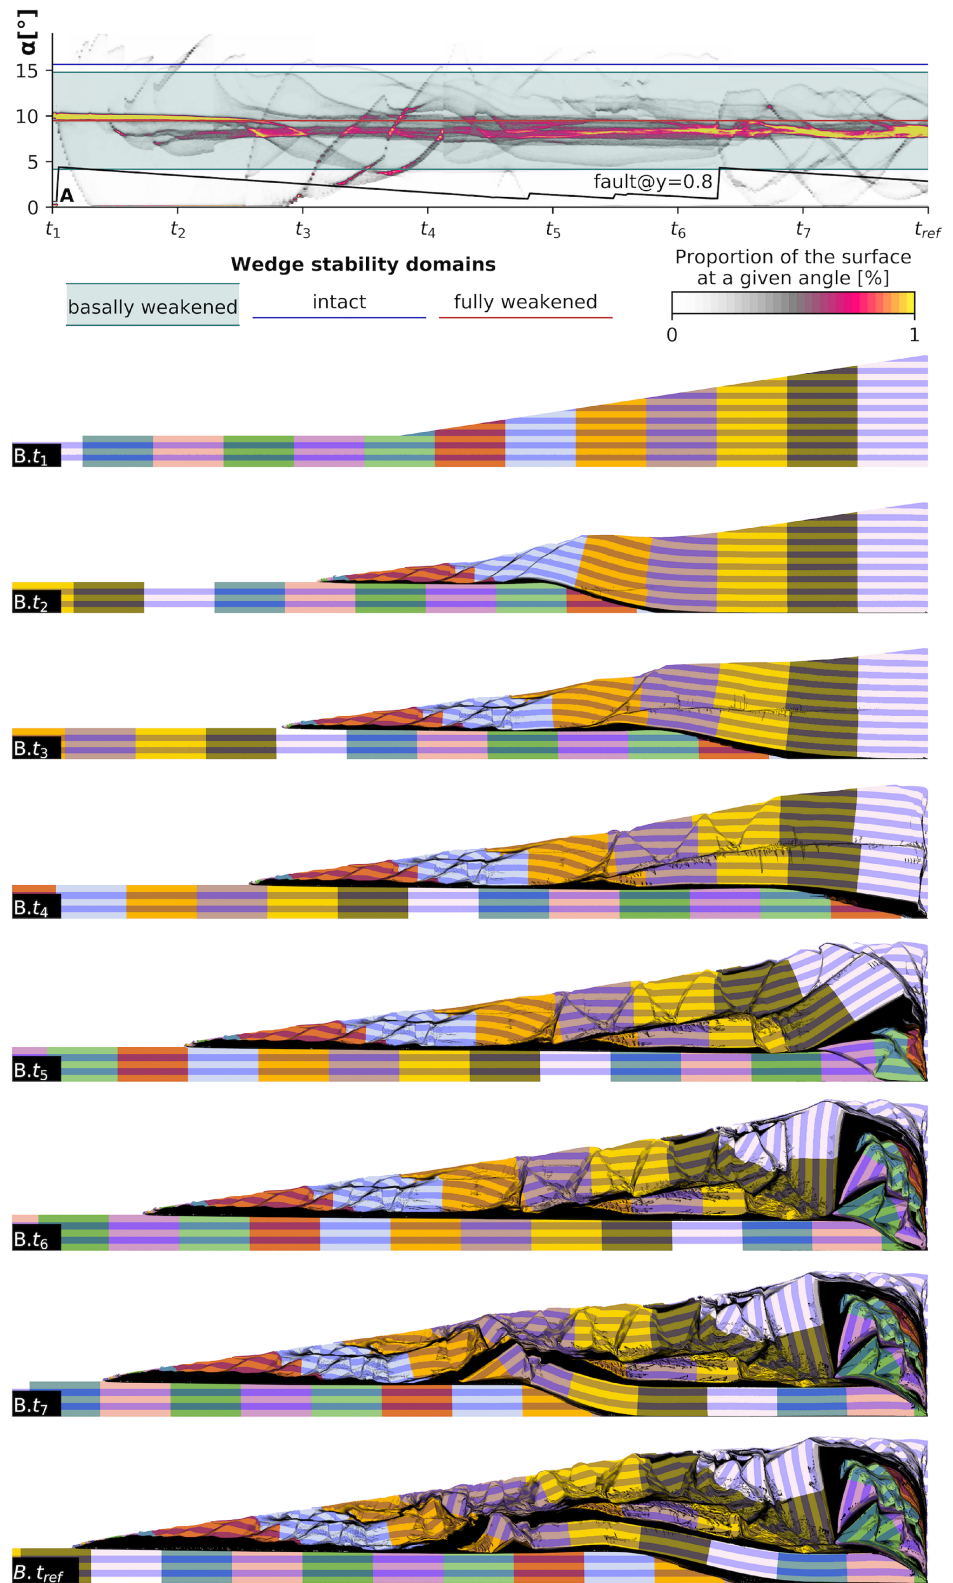 α[°]
15
10
5
0
A
fault@y=0.8
t1 t2 t3 t4 t5 t6 t7 tref
Wedge stability domains
basally weakened
intact
fully weakened
Proportion of the surface
at a given angle [%]
0 1
B.t1
B.t2
B.t3
B.t4
B.t5
B.t6
B.t7
B. tref